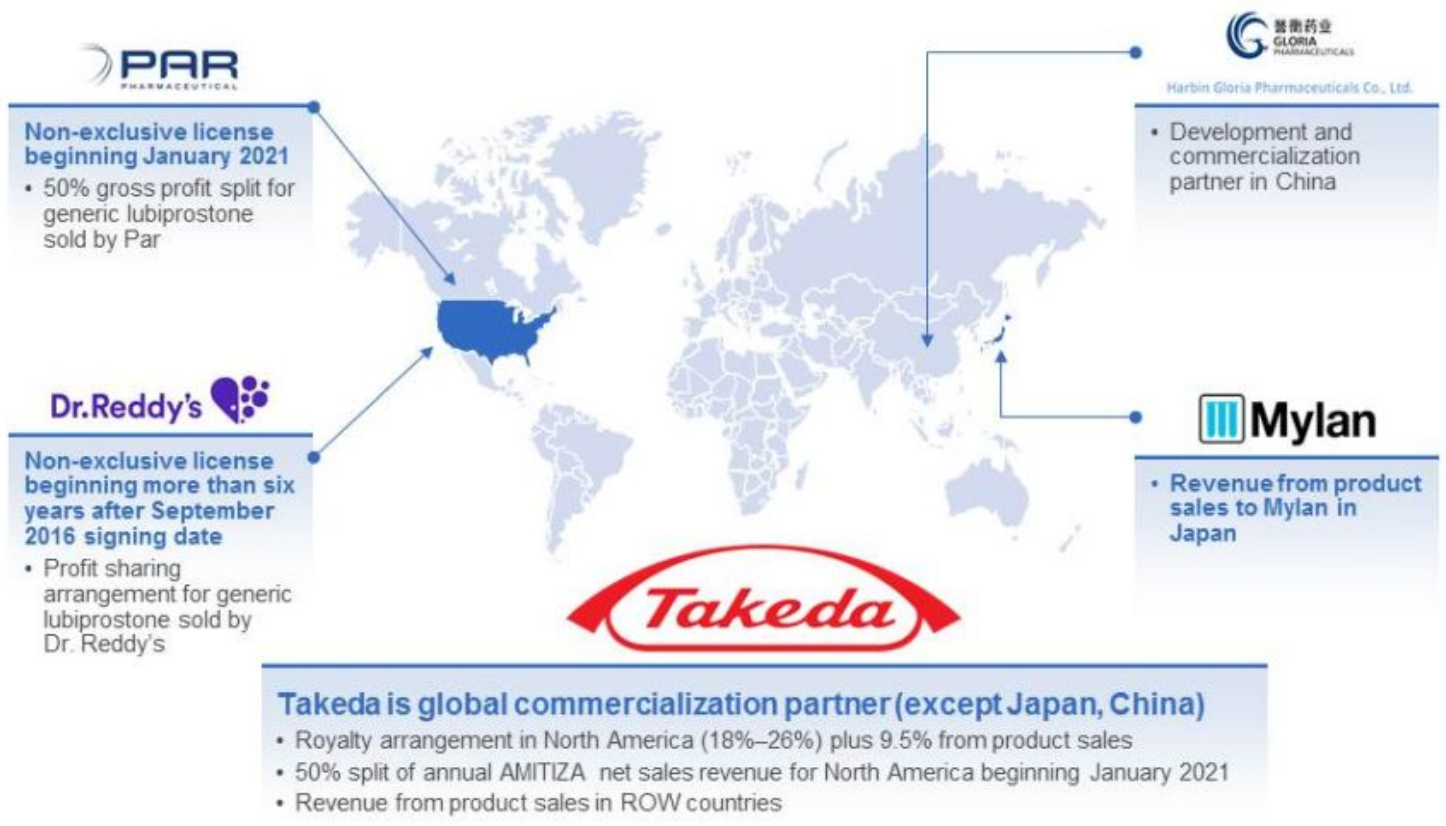 PAR
PHARMACEUTICAL
Non-exclusive license
beginning January 2021
• 50% gross profit split for
generic lubiprostone
sold by Par
Dr.Reddy's
Non-exclusive license
beginning more than six
years after September
2016 signing date
• Profit sharing
arrangement for generic
lubiprostone sold by
Dr. Reddy's
誉衡药业
GLORIA
PHARMACEUTICALS
Harbin Gloria Pharmaceuticals Co., Ltd.
• Development and
commercialization
partner in China
Mylan
• Revenue from product
sales to Mylan in
Japan
Takeda
Takeda is global commercialization partner (except Japan, China)
• Royalty arrangement in North America (18%–26%) plus 9.5% from product sales
• 50% split of annual AMITIZA net sales revenue for North America beginning January 2021
• Revenue from product sales in ROW countries